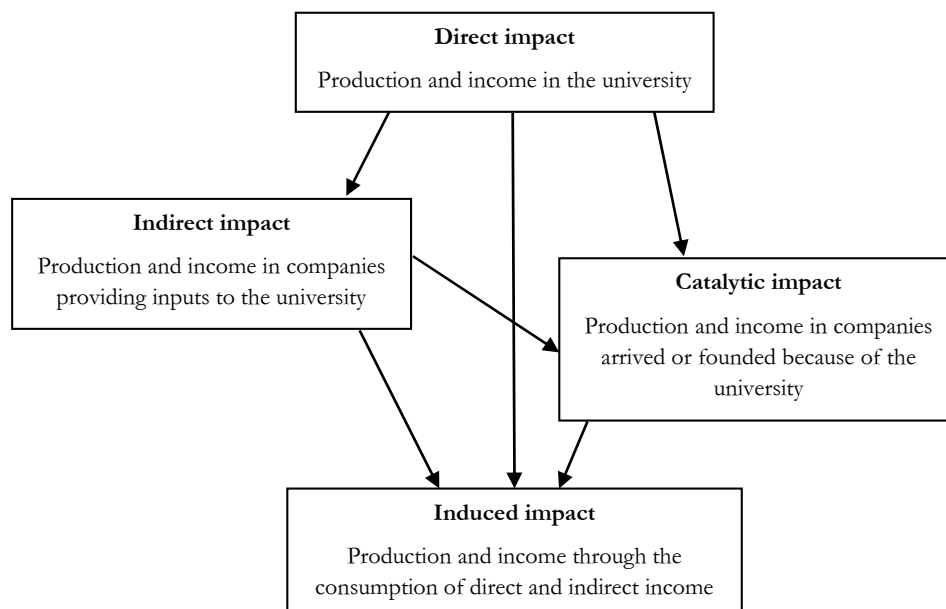 Direct impact
Production and income in the university
Indirect impact
Production and income in companies
providing inputs to the university
Catalytic impact
Production and income in companies
arrived or founded because of the
university
Induced impact
Production and income through the
consumption of direct and indirect income